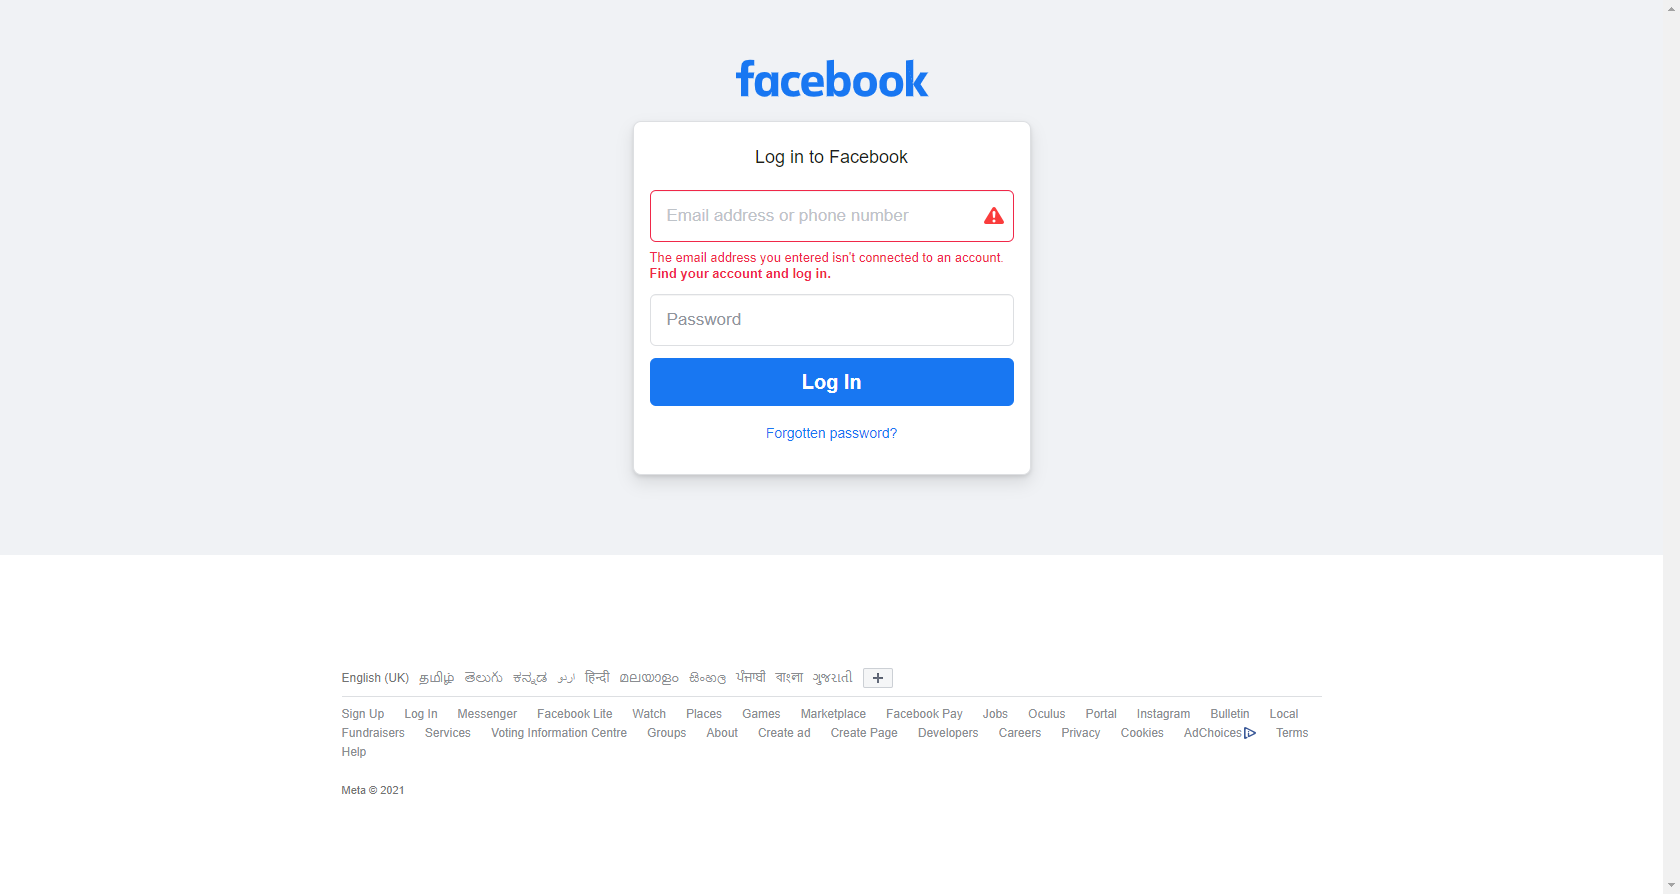 facebook
Log in to Facebook
Email address or phone number
The email address you entered isn't connected to an account.
Find your account and log in.
Password
Log In
Forgotten password?
English (UK) தமிழ் తెలుగు ಕನ್ನಡ اردو हिन्दी മലയാളം සිංහල ਪੰਜਾਬੀ বাংলা ગુજરાતી +
Sign Up Log In Messenger Facebook Lite Watch Places Games Marketplace Facebook Pay Jobs Oculus Portal Instagram Bulletin Local
Fundraisers Services Voting Information Centre Groups About Create ad Create Page Developers Careers Privacy Cookies AdChoices Terms
Help
Meta © 2021